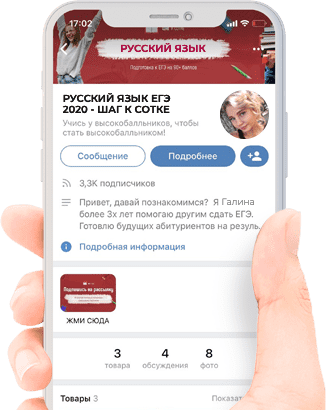 17:02
РУССКИЙ ЯЗЫК
Подготовка к ЕГЭ на 90+ баллов
РУССКИЙ ЯЗЫК ЕГЭ
2020 - ШАГ К СОТКЕ
Учись у высокобалльников, чтобы
стать высокобалльником!
Сообщение
Подробнее
3,3K подписчиков
Привет, давай познакомимся? Я Галина
более 3х лет помогаю другим сдать ЕГЭ.
Готовлю будущих абитуриентов на резуль.
Подробная информация
Подпишись на рассылку
ЖМИ СЮДА
3 4 8
товара обсуждения фото
Товары 3 Показат